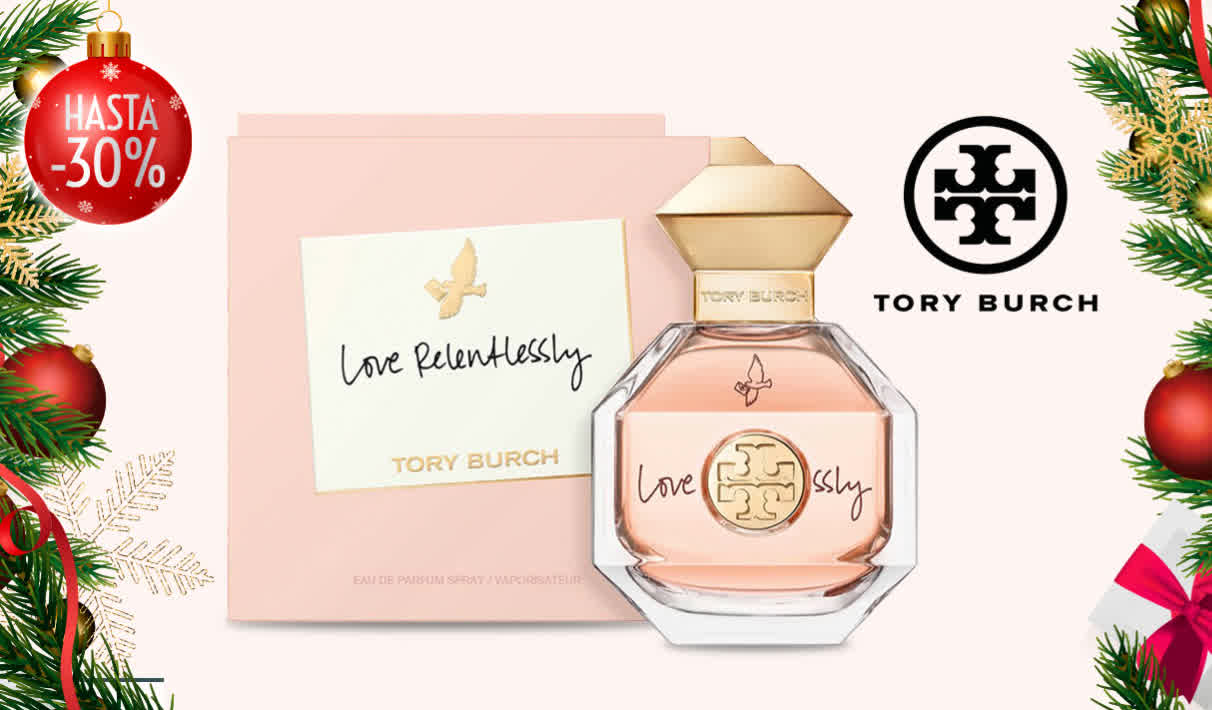 HASTA
-30%
Love Relentlessly
TORY BURCH
EAU DE PARFUM SPRAY / VAPORISATEUR
TORY BURCH
Love ssly
TORY BURCH